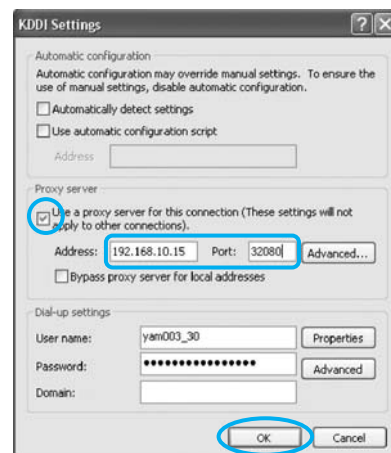 KDDI Settings
Automatic configuration
Automatic configuration may override manual settings. To ensure the
use of manual settings, disable automatic configuration.
Automatically detect settings
Use automatic configuration script
Address
Proxy server
Use a proxy server for this connection (These settings will not
apply to other connections).
Address: 192.168.10.15 Port: 32080 Advanced...
Bypass proxy server for local addresses
Dial-up settings
User name: yam003_30 Properties
Password: •••••••••••••••• Advanced
Domain:
OK Cancel